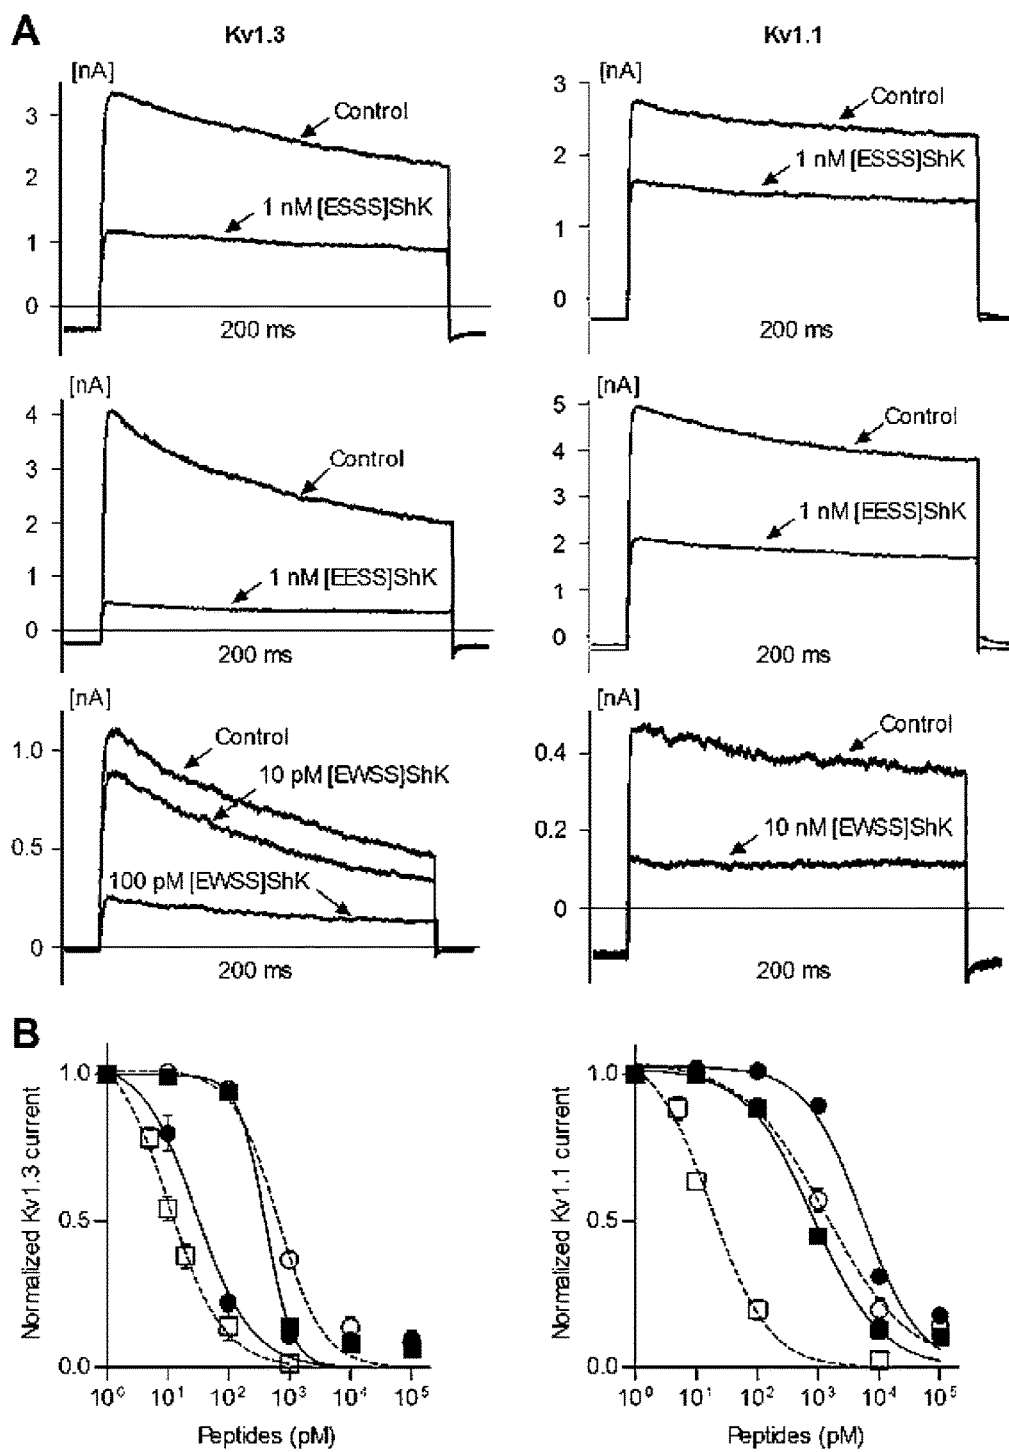 A
Kv1.3
Kv1.1
[nA]
3
2
1
0
Control
1 nM [ESSS]ShK
200 ms
[nA]
3
2
1
0
Control
1 nM [ESSS]ShK
200 ms
[nA]
4
3
2
1
0
Control
1 nM [EESS]ShK
200 ms
[nA]
5
4
3
2
0
Control
1 nM [EESS]ShK
200 ms
[nA]
1.0
0.5
0
Control
10 pM [EWSS]ShK
100 pM [EWSS]ShK
200 ms
[nA]
0.4
0.2
0
Control
10 nM [EWSS]ShK
200 ms
B
Normalized Kv1.3 current
1.0
0.5
0.0
10⁰ 10¹ 10² 10³ 10⁴ 10⁵
Peptides (pM)
Normalized Kv1.1 current
1.0
0.5
0.0
10⁰ 10¹ 10² 10³ 10⁴ 10⁵
Peptides (pM)